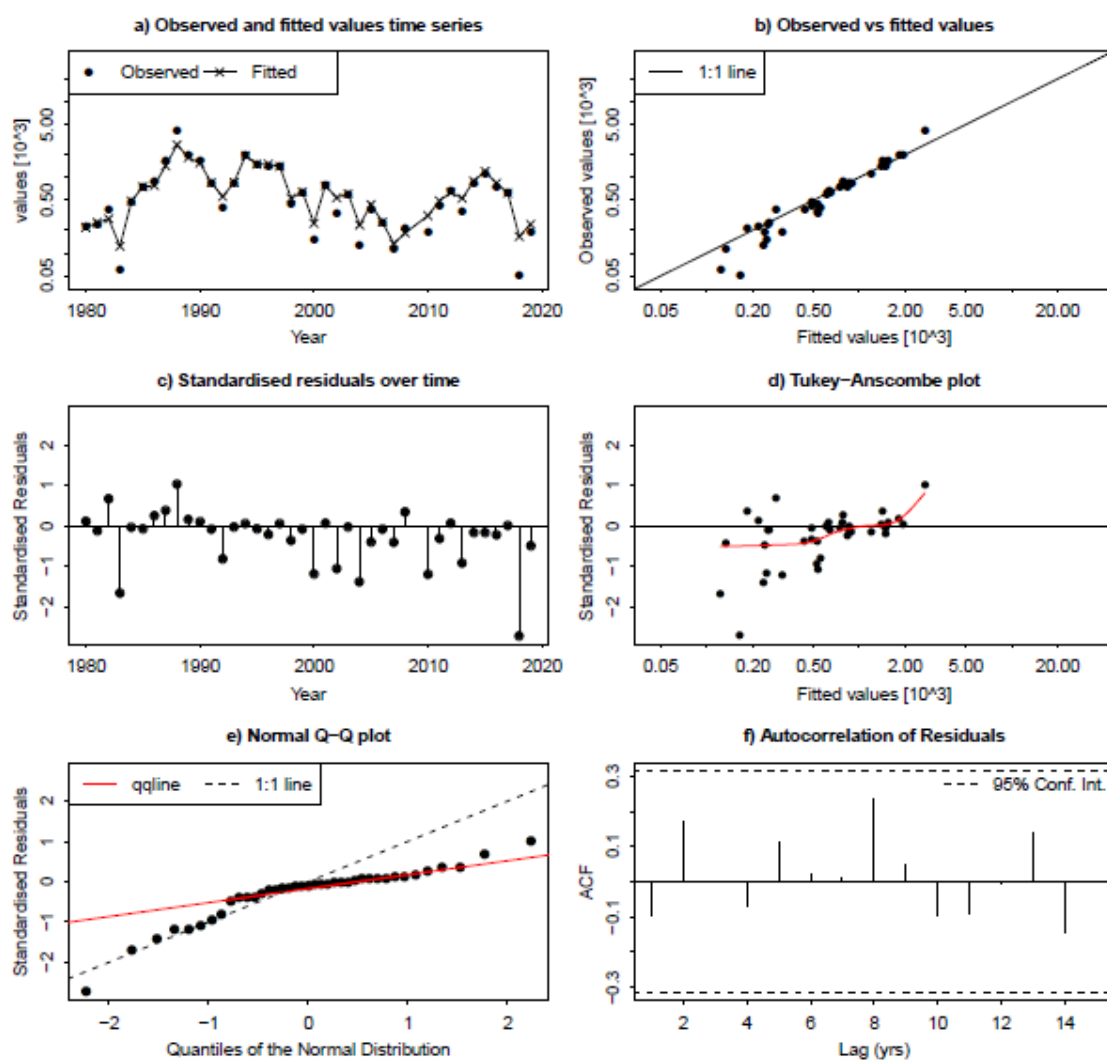 a) Observed and fitted values time series
Observed Fitted
values [10^3]
5.00
0.50
0.05
1980 1990 2000 2010 2020
Year
b) Observed vs fitted values
1:1 line
Observed values [10^3]
5.00
0.50
0.05
0.05 0.20 0.50 2.00 5.00 20.00
Fitted values [10^3]
c) Standardised residuals over time
Standardised Residuals
2
1
0
−1
−2
1980 1990 2000 2010 2020
Year
d) Tukey−Anscombe plot
Standardised Residuals
2
1
0
−1
−2
0.05 0.20 0.50 2.00 5.00 20.00
Fitted values [10^3]
e) Normal Q−Q plot
qqline 1:1 line
Standardised Residuals
2
1
0
−1
−2
−2 −1 0 1 2
Quantiles of the Normal Distribution
f) Autocorrelation of Residuals
95% Conf. Int.
ACF
0.3
0.1
−0.1
−0.3
2 4 6 8 10 12 14
Lag (yrs)